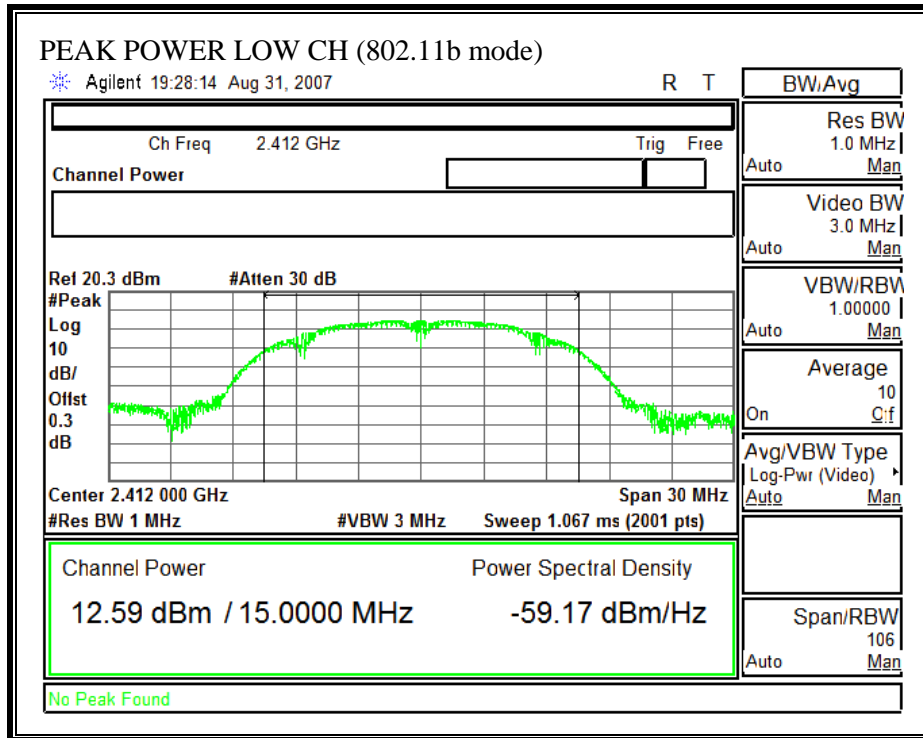 PEAK POWER LOW CH (802.11b mode)
Agilent 19:28:14 Aug 31, 2007 R T
Ch Freq 2.412 GHz Trig Free
Channel Power
Ref 20.3 dBm #Atten 30 dB
#Peak
Log
10
dB/
Offst
0.3
dB
Center 2.412 000 GHz Span 30 MHz
#Res BW 1 MHz #VBW 3 MHz Sweep 1.067 ms (2001 pts)
Channel Power Power Spectral Density
12.59 dBm / 15.0000 MHz -59.17 dBm/Hz
No Peak Found
BW/Avg
Res BW
1.0 MHz
Auto Man
Video BW
3.0 MHz
Auto Man
VBW/RBW
1.00000
Auto Man
Average
10
On Off
Avg/VBW Type
Log-Pwr (Video)
Auto Man
Span/RBW
106
Auto Man